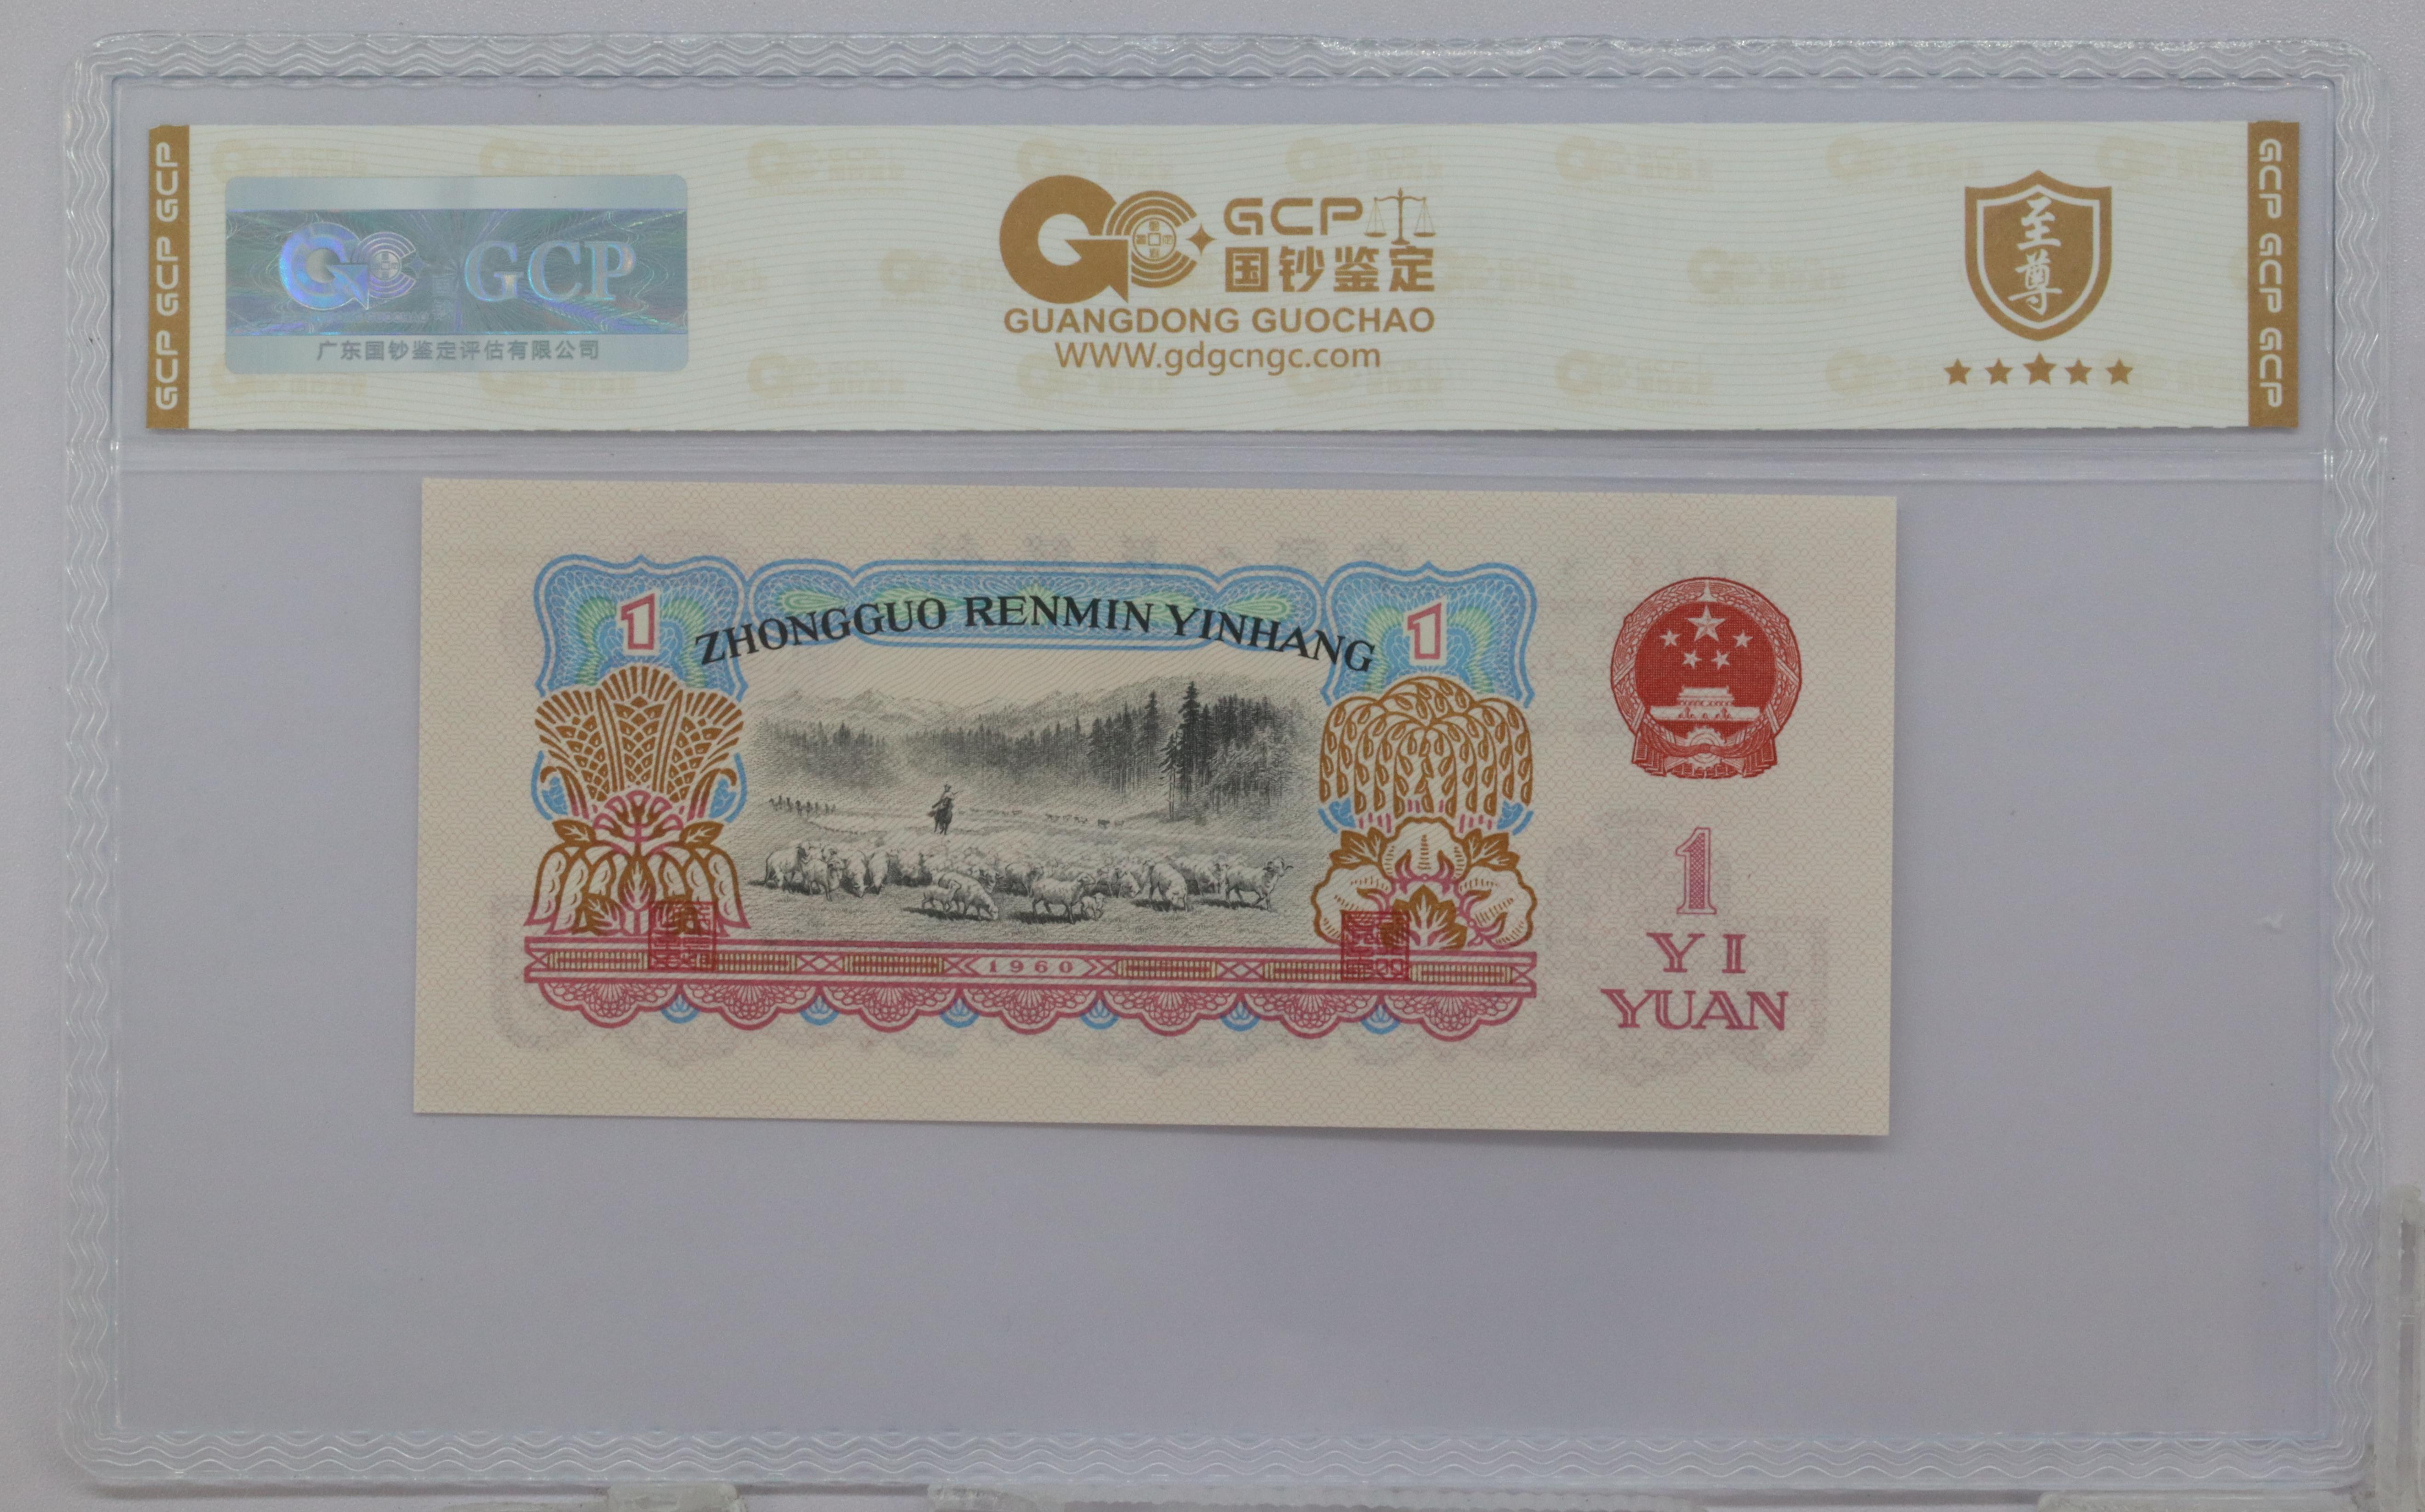 GCP GCP GCP
GCP
广东国钞鉴定评估有限公司
GCP
国钞鉴定
GUANGDONG GUOCHAO
WWW.gdgcngc.com
至尊
GCP GCP GCP
1
ZHONGGUO RENMIN YINHANG
1
1960
1
YI
YUAN